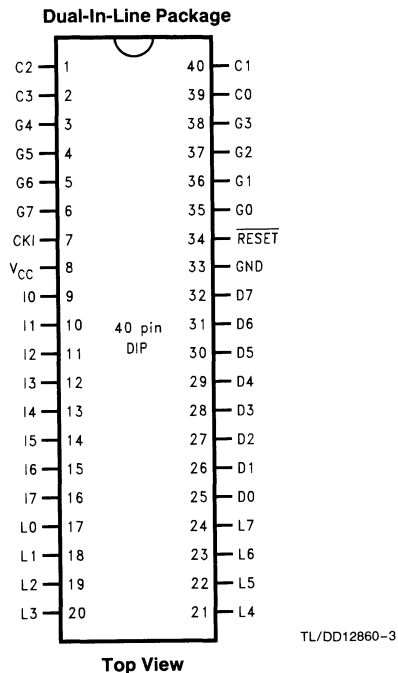 Dual-In-Line Package
C2 1 40 C1
C3 2 39 C0
G4 3 38 G3
G5 4 37 G2
G6 5 36 G1
G7 6 35 G0
CKI 7 34 RESET
VCC 8 33 GND
I0 9 32 D7
I1 10 31 D6
40 pin
DIP
I2 11 30 D5
I3 12 29 D4
I4 13 28 D3
I5 14 27 D2
I6 15 26 D1
I7 16 25 D0
L0 17 24 L7
L1 18 23 L6
L2 19 22 L5
L3 20 21 L4
TL/DD12860–3
Top View